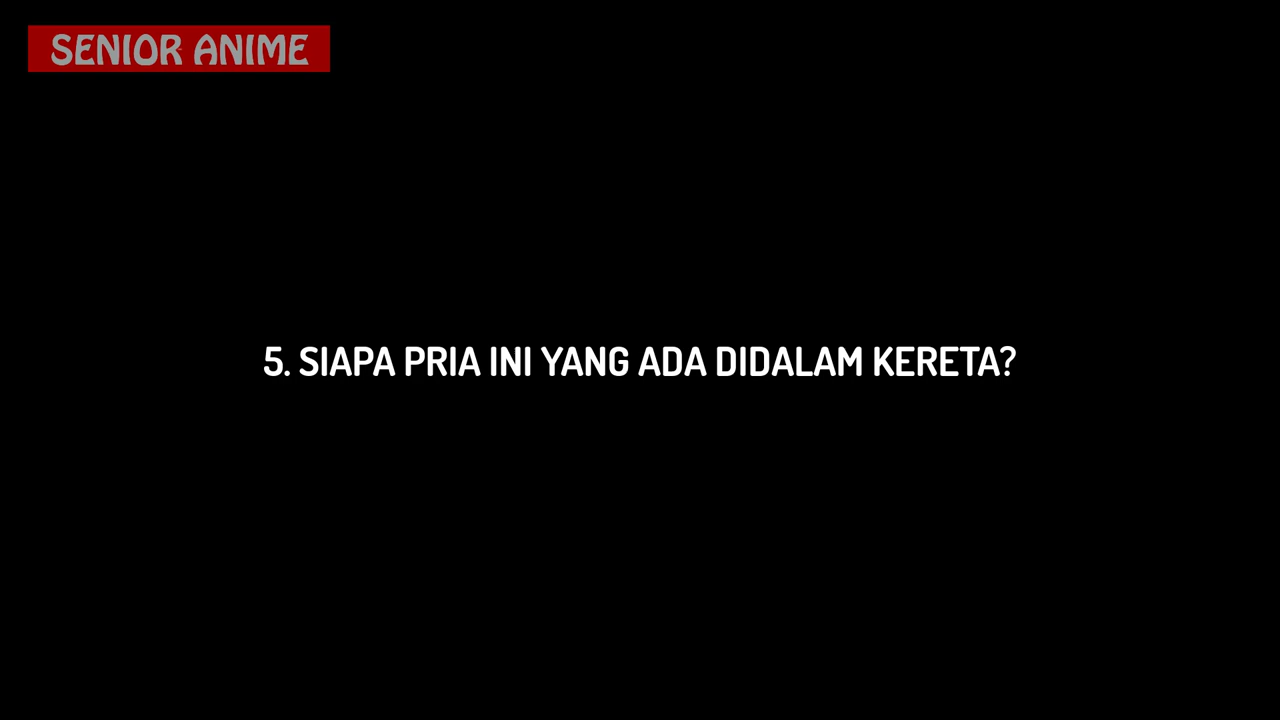 SENIOR ANIME
5. SIAPA PRIA INI YANG ADA DIDALAM KERETA?